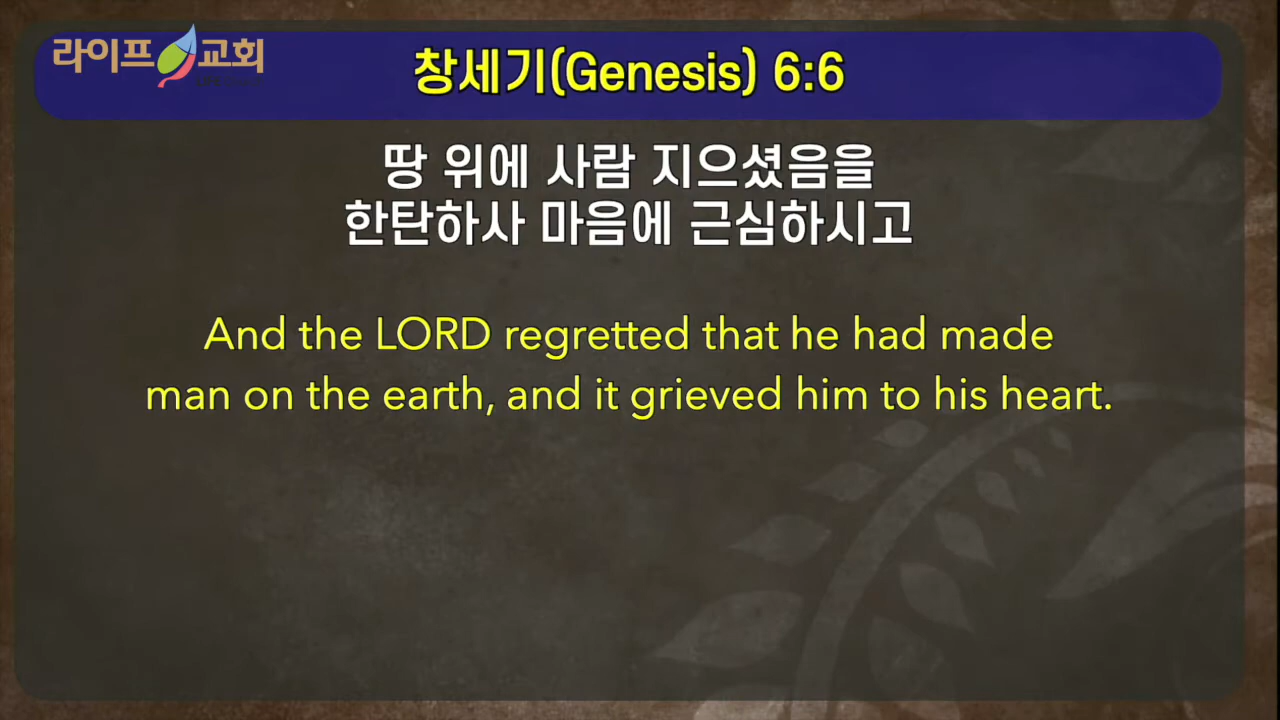 라이프 교회
창세기(Genesis) 6:6
땅 위에 사람 지으셨음을
한탄하사 마음에 근심하시고
And the LORD regretted that he had made
man on the earth, and it grieved him to his heart.